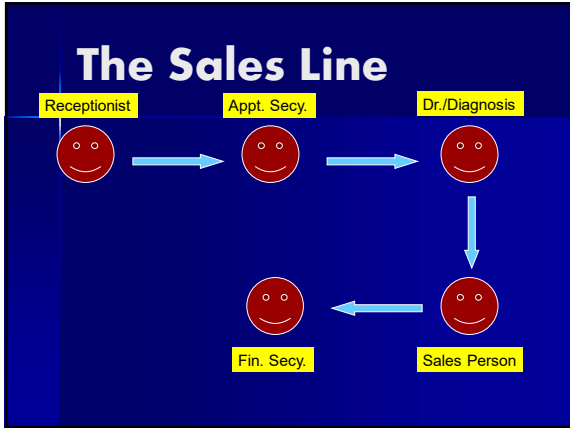 The Sales Line
Receptionist
Appt. Secy.
Dr./Diagnosis
Fin. Secy.
Sales Person